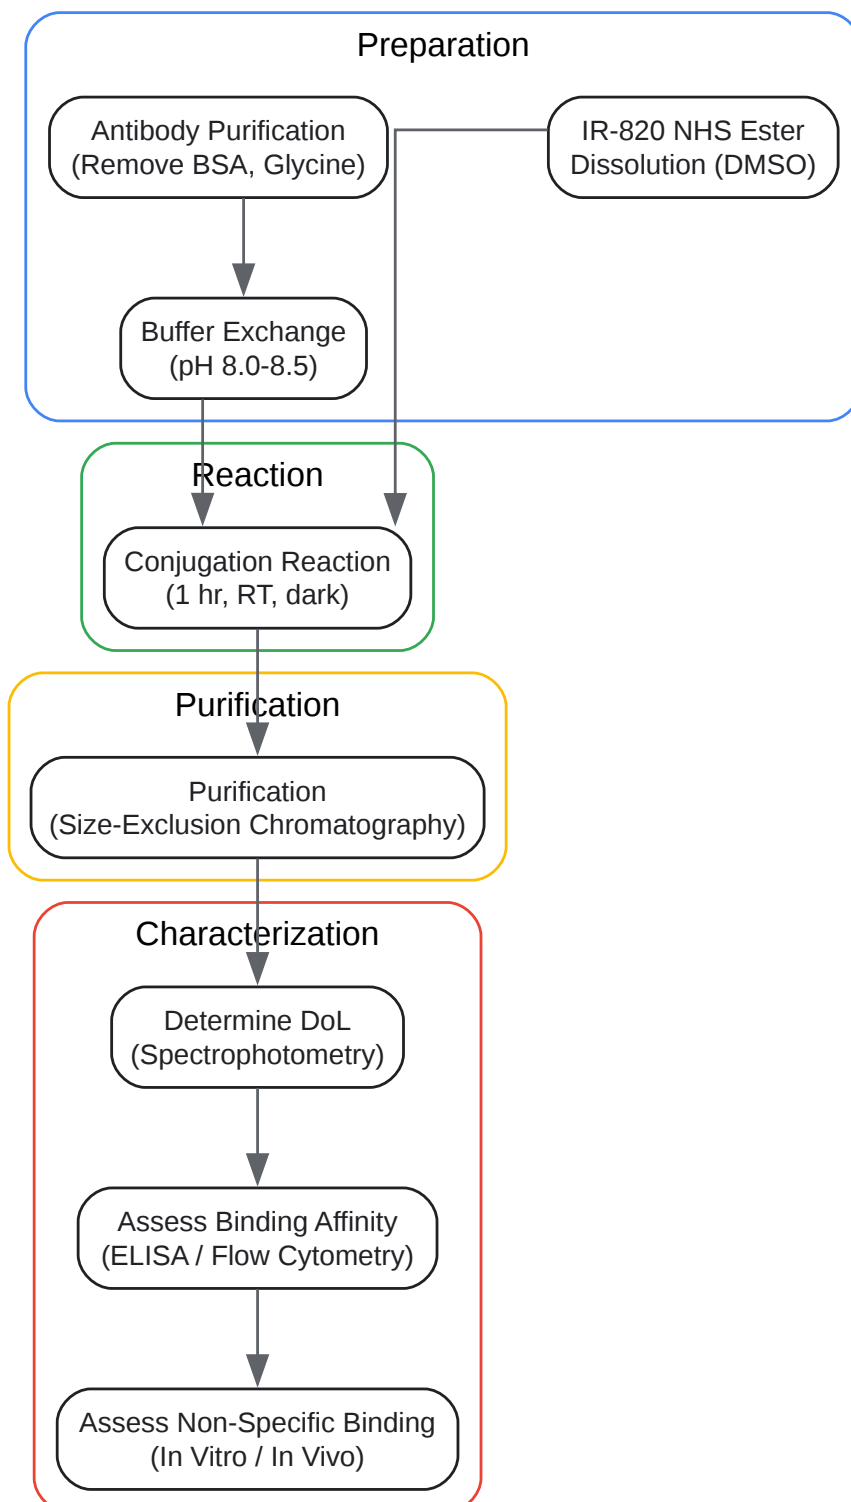 Preparation
Antibody Purification
(Remove BSA, Glycine)
IR-820 NHS Ester
Dissolution (DMSO)
Buffer Exchange
(pH 8.0-8.5)
Reaction
Conjugation Reaction
(1 hr, RT, dark)
Purification
Purification
(Size-Exclusion Chromatography)
Characterization
Determine DoL
(Spectrophotometry)
Assess Binding Affinity
(ELISA / Flow Cytometry)
Assess Non-Specific Binding
(In Vitro / In Vivo)